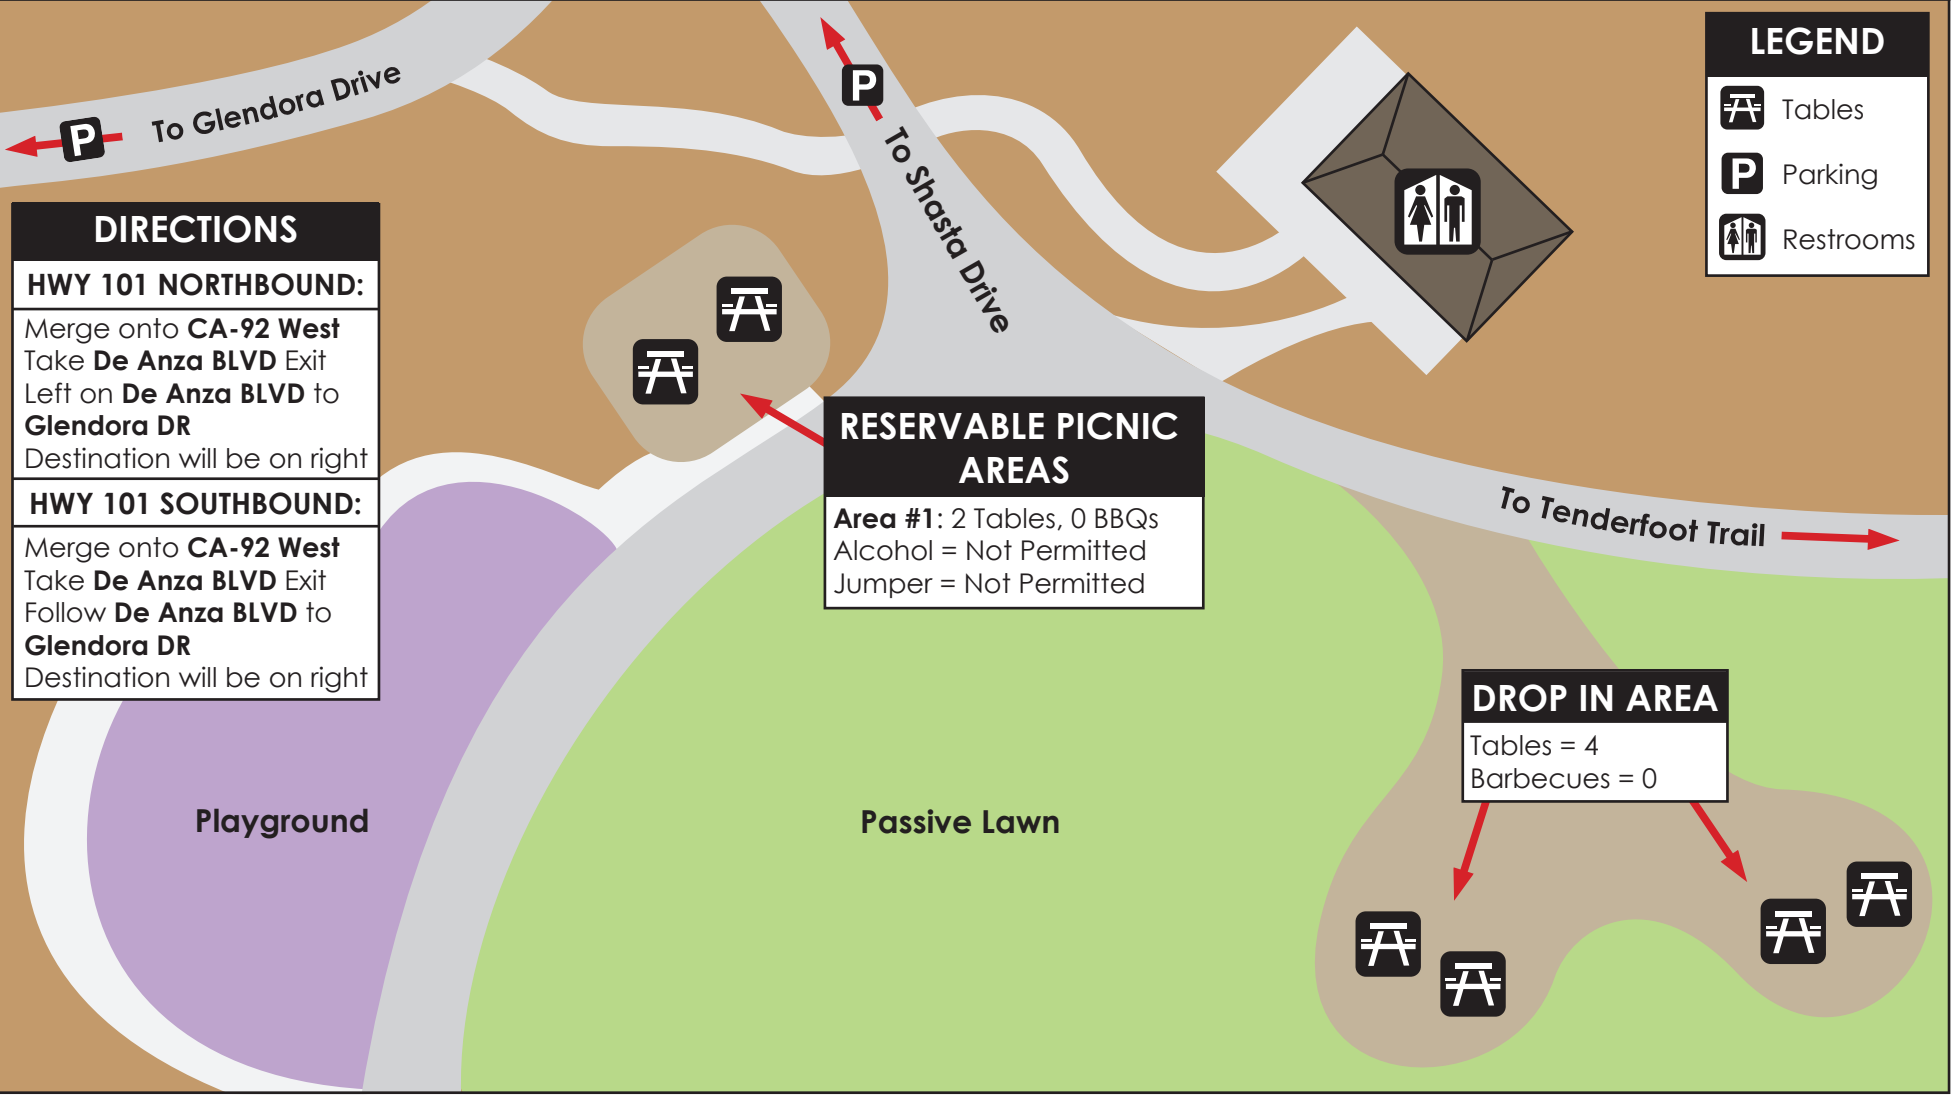 To Glendora Drive
P
P
To Shasta Drive
LEGEND
Tables
P Parking
Restrooms
DIRECTIONS
HWY 101 NORTHBOUND:
Merge onto CA-92 West
Take De Anza BLVD Exit
Left on De Anza BLVD to
Glendora DR
Destination will be on right
HWY 101 SOUTHBOUND:
Merge onto CA-92 West
Take De Anza BLVD Exit
Follow De Anza BLVD to
Glendora DR
Destination will be on right
RESERVABLE PICNIC
AREAS
Area #1: 2 Tables, 0 BBQs
Alcohol = Not Permitted
Jumper = Not Permitted
To Tenderfoot Trail
DROP IN AREA
Tables = 4
Barbecues = 0
Playground
Passive Lawn